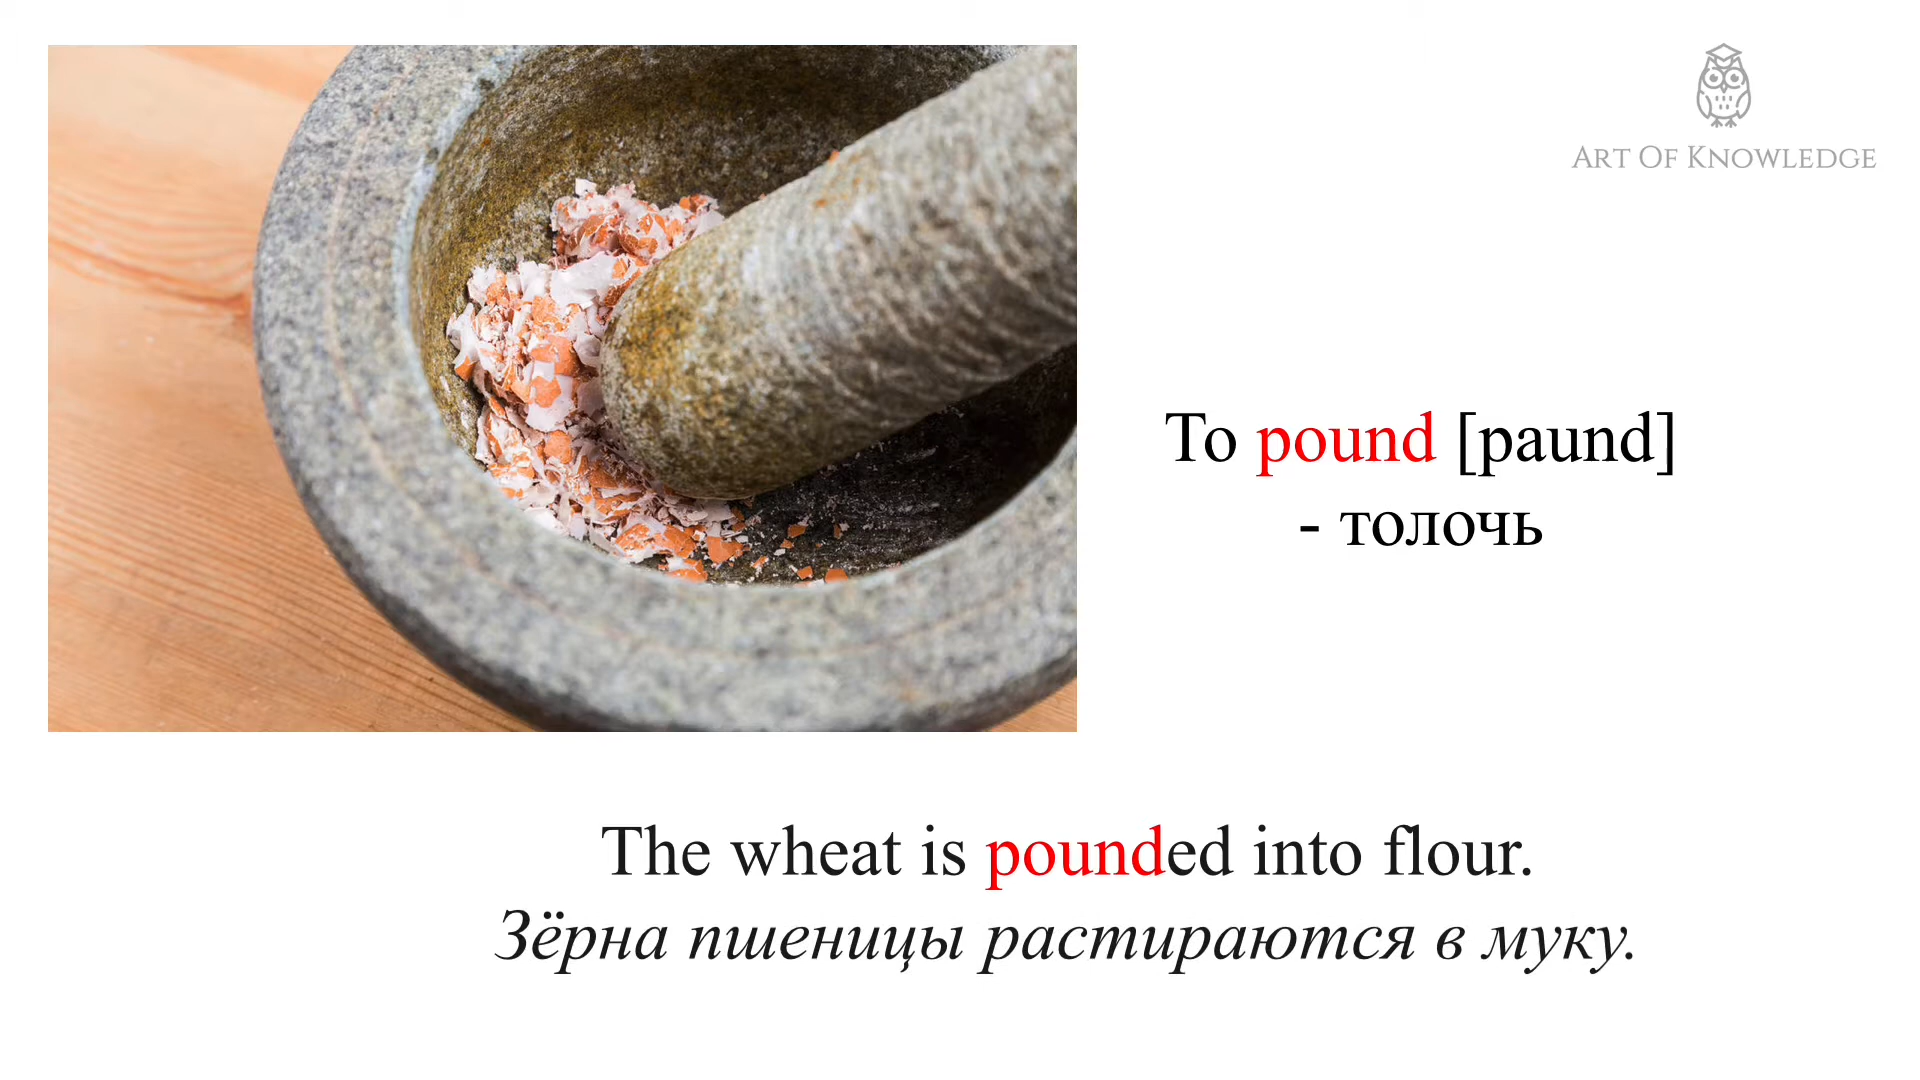 ART OF KNOWLEDGE
To pound [paund]
- толочь
The wheat is pounded into flour.
Зёрна пшеницы растираются в муку.